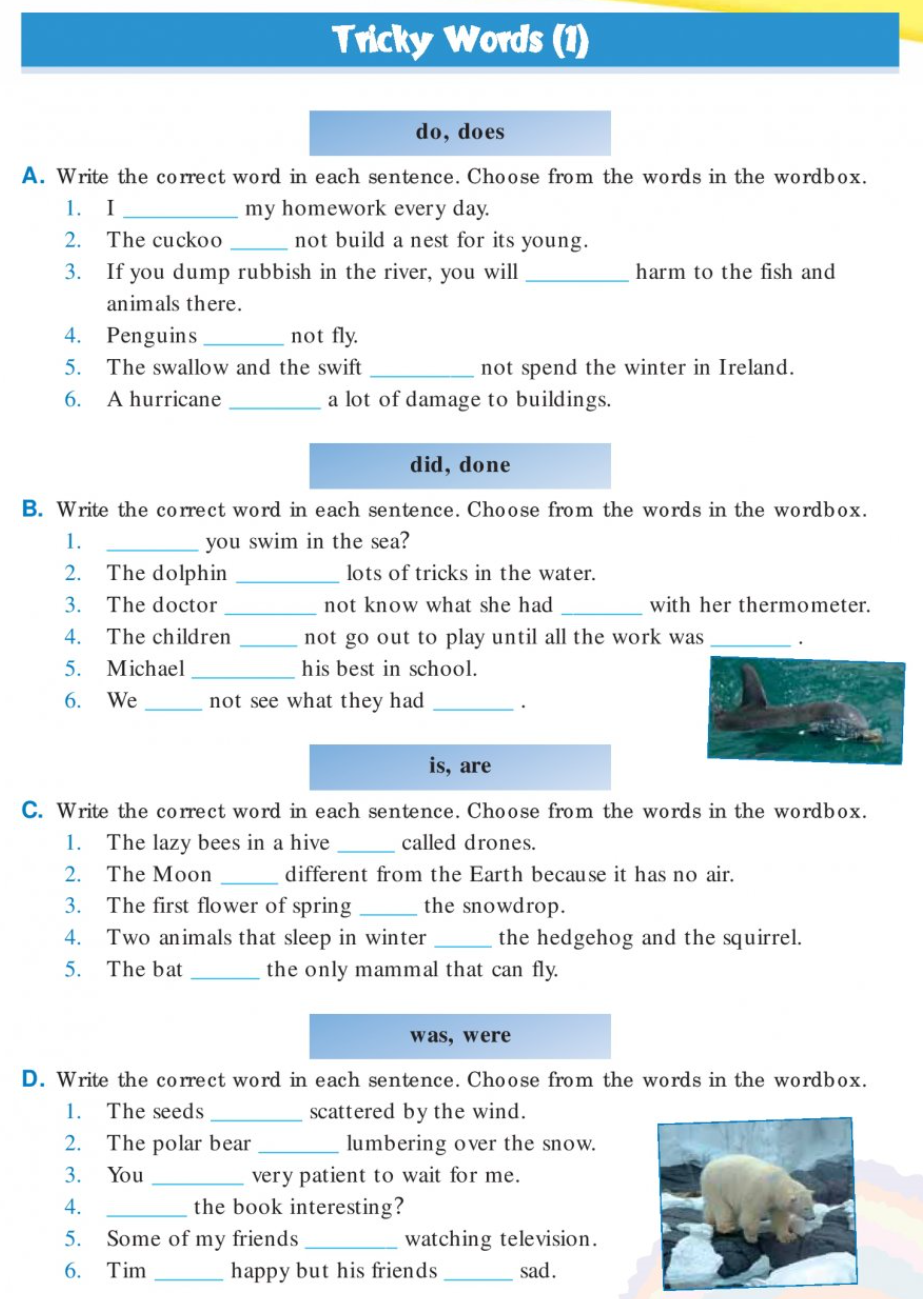 Tricky Words (1)
do, does
A. Write the correct word in each sentence. Choose from the words in the wordbox.
1. I __________ my homework every day.
2. The cuckoo _____ not build a nest for its young.
3. If you dump rubbish in the river, you will _________ harm to the fish and
animals there.
4. Penguins _______ not fly.
5. The swallow and the swift _________ not spend the winter in Ireland.
6. A hurricane ________ a lot of damage to buildings.
did, done
B. Write the correct word in each sentence. Choose from the words in the wordbox.
1. ________ you swim in the sea?
2. The dolphin _________ lots of tricks in the water.
3. The doctor ________ not know what she had _______ with her thermometer.
4. The children _____ not go out to play until all the work was _______ .
5. Michael _________ his best in school.
6. We _____ not see what they had _______ .
is, are
C. Write the correct word in each sentence. Choose from the words in the wordbox.
1. The lazy bees in a hive _____ called drones.
2. The Moon _____ different from the Earth because it has no air.
3. The first flower of spring _____ the snowdrop.
4. Two animals that sleep in winter _____ the hedgehog and the squirrel.
5. The bat ______ the only mammal that can fly.
was, were
D. Write the correct word in each sentence. Choose from the words in the wordbox.
1. The seeds ________ scattered by the wind.
2. The polar bear _______ lumbering over the snow.
3. You ________ very patient to wait for me.
4. _______ the book interesting?
5. Some of my friends ________ watching television.
6. Tim ______ happy but his friends ______ sad.